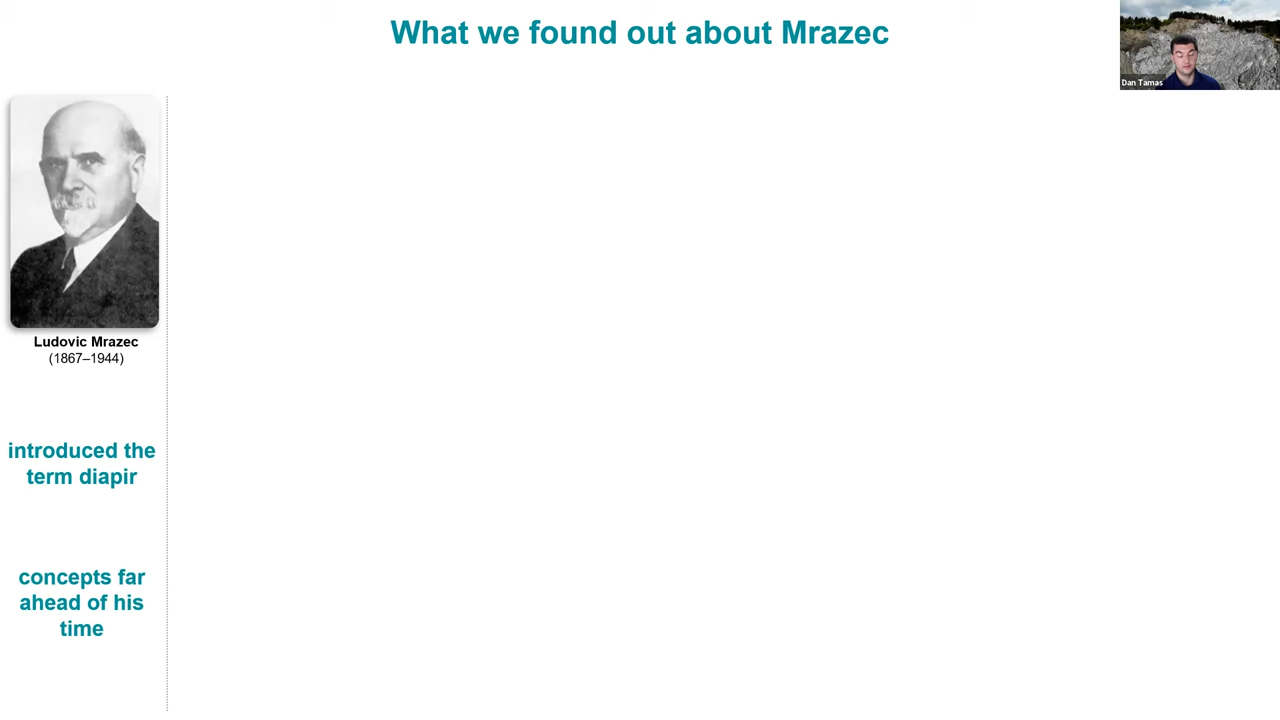 What we found out about Mrazec
Dan Tamas
Ludovic Mrazec
(1867–1944)
introduced the
term diapir
concepts far
ahead of his
time